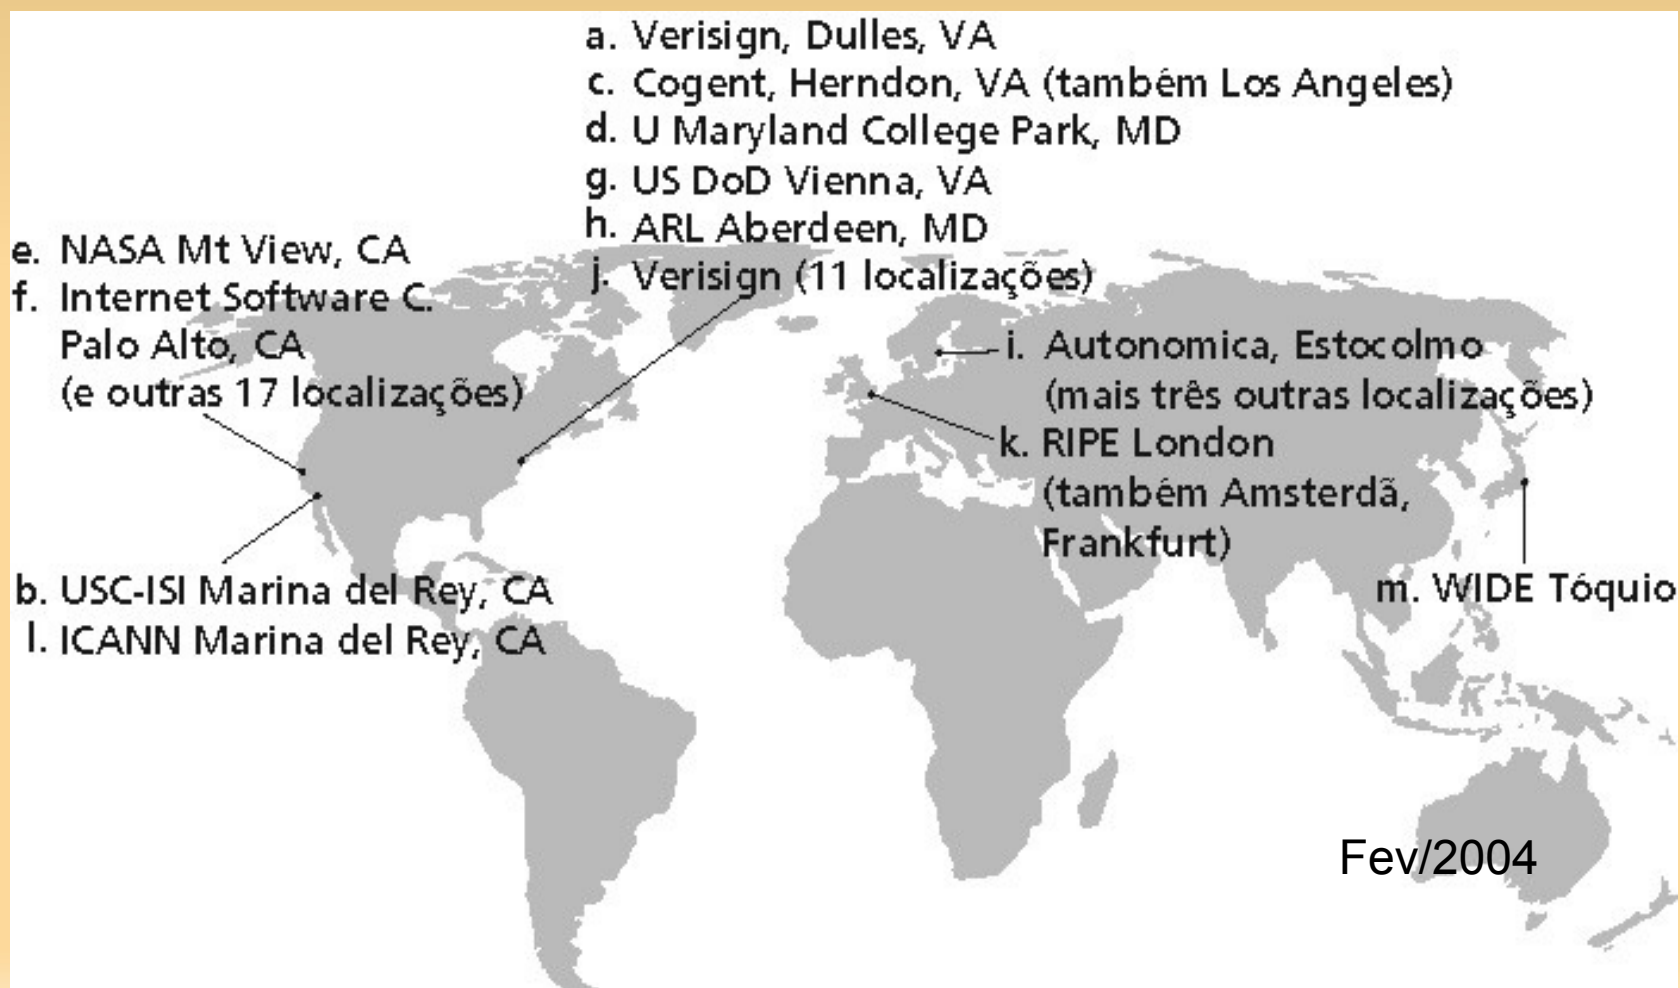 a. Verisign, Dulles, VA
c. Cogent, Herndon, VA (também Los Angeles)
d. U Maryland College Park, MD
g. US DoD Vienna, VA
h. ARL Aberdeen, MD
j. Verisign (11 localizações)
e. NASA Mt View, CA
f. Internet Software C.
Palo Alto, CA
(e outras 17 localizações)
i. Autonomica, Estocolmo
(mais três outras localizações)
k. RIPE London
(também Amsterdã,
Frankfurt)
m. WIDE Tóquio
b. USC-ISI Marina del Rey, CA
l. ICANN Marina del Rey, CA
Fev/2004